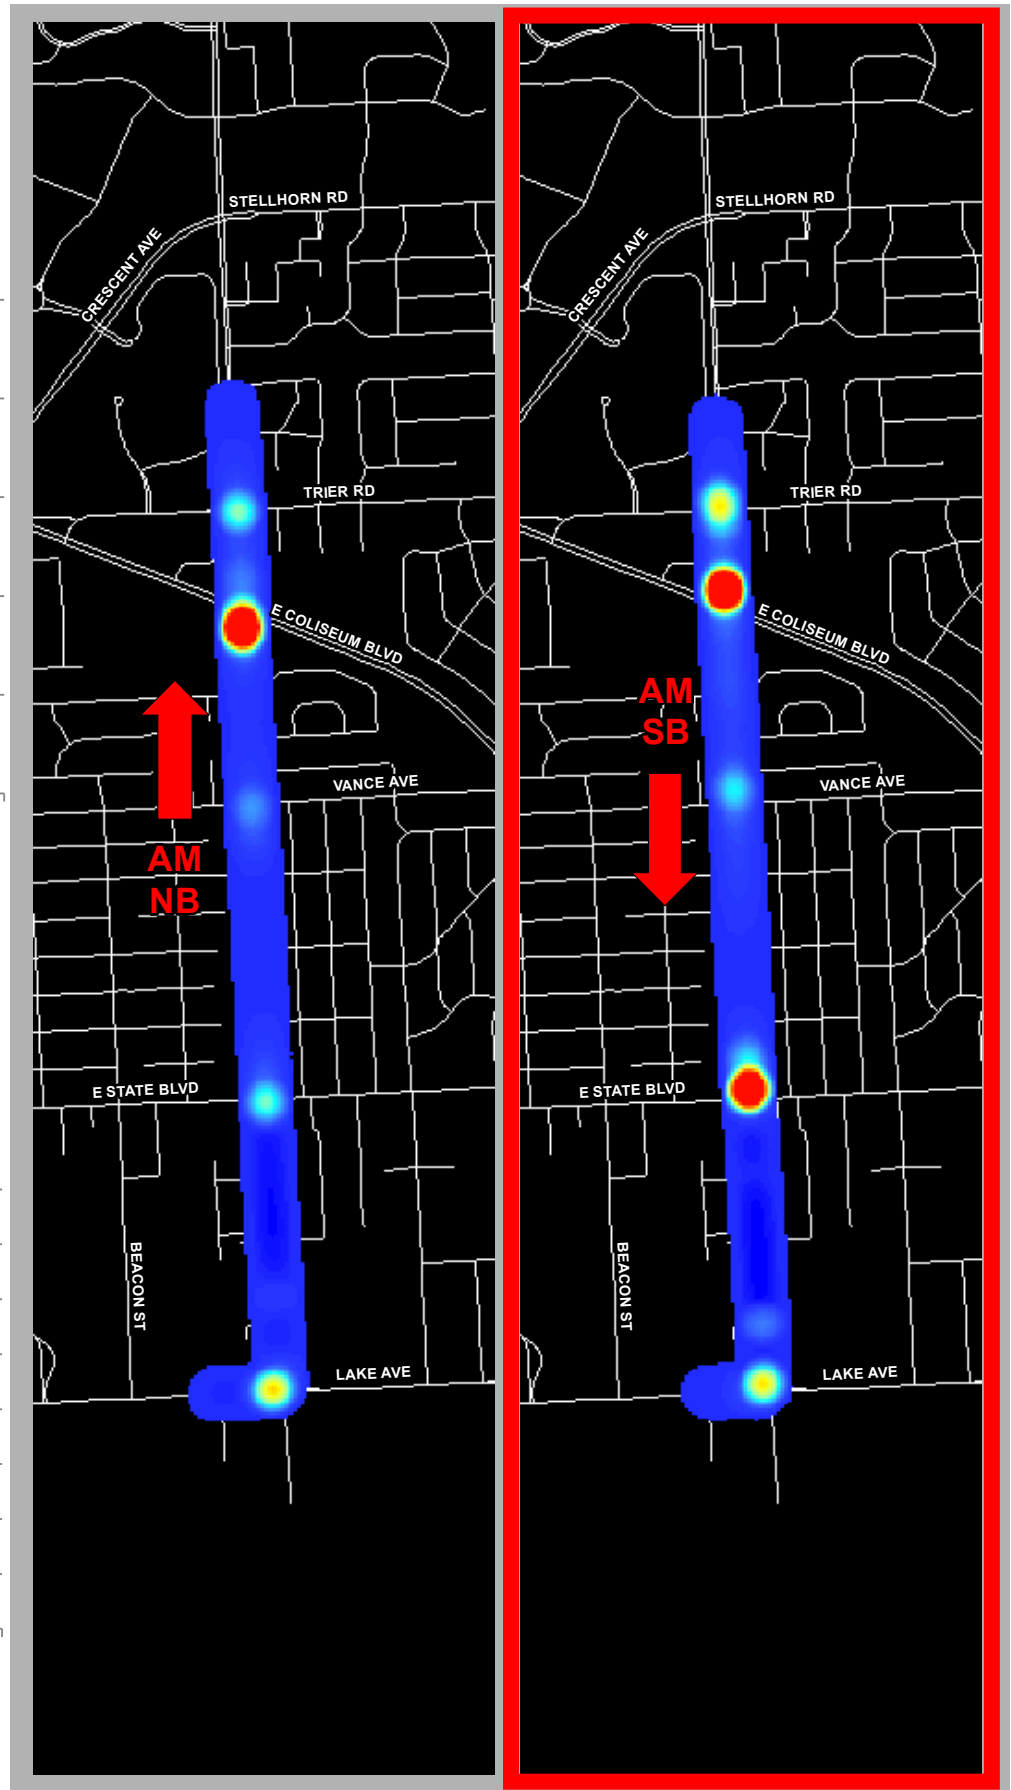 STELLHORN RD
CRESCENT AVE
TRIER RD
E COLISEUM BLVD
VANCE AVE
AM
NB
E STATE BLVD
BEACON ST
LAKE AVE
STELLHORN RD
CRESCENT AVE
TRIER RD
E COLISEUM BLVD
AM
SB
VANCE AVE
E STATE BLVD
BEACON ST
LAKE AVE